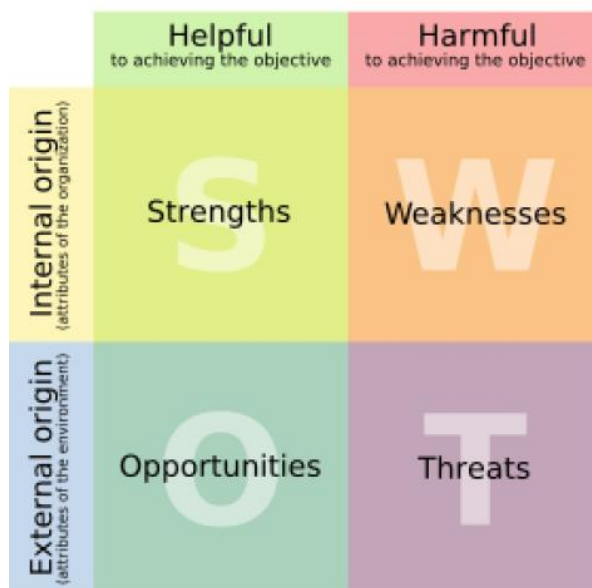 Helpful
to achieving the objective
Harmful
to achieving the objective
Internal origin
(attributes of the organization)
S
Strengths
W
Weaknesses
External origin
(attributes of the environment)
O
Opportunities
T
Threats